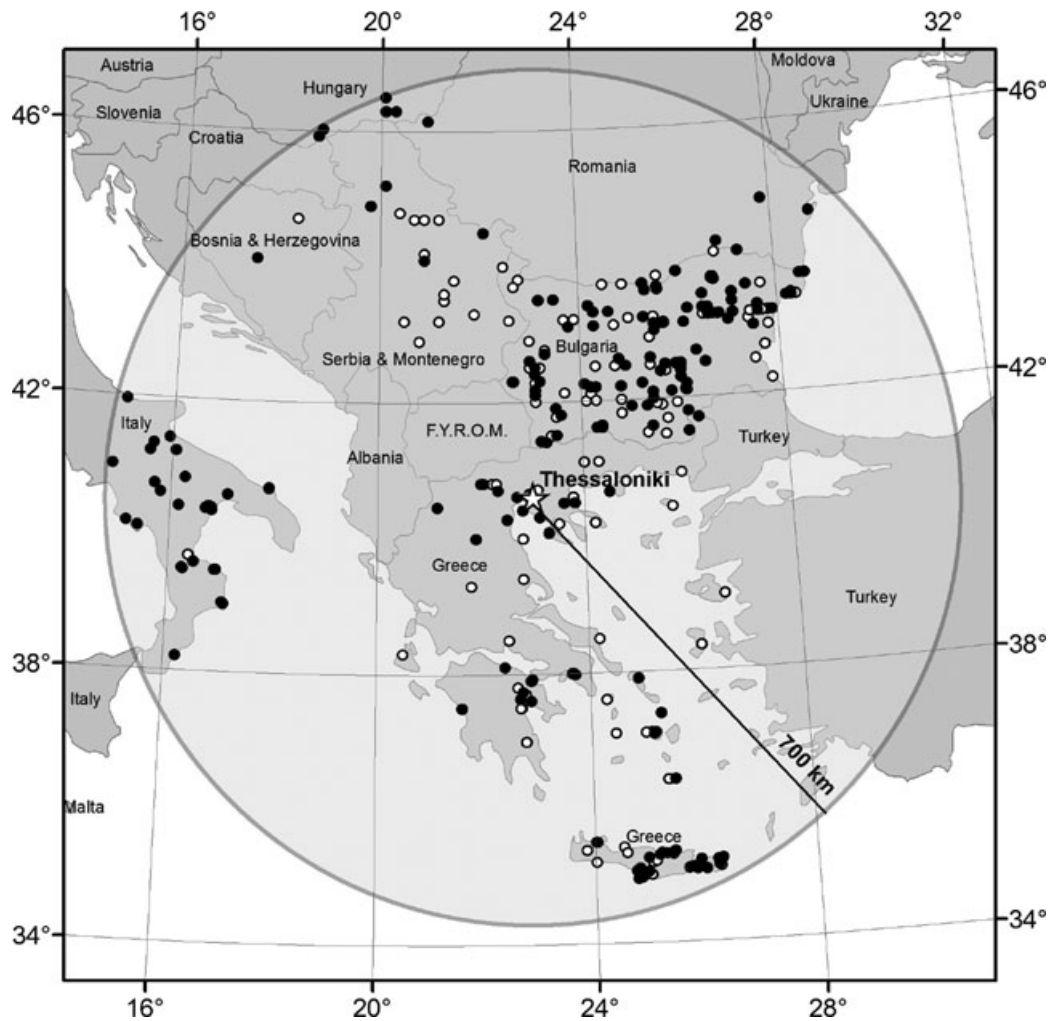 16° 20° 24° 28° 32°
Austria
Moldova
Hungary
Ukraine
46°
46°
Slovenia
Croatia
Romania
Bosnia & Herzegovina
Serbia & Montenegro
Bulgaria
42°
42°
Italy
F.Y.R.O.M.
Turkey
Albania
Thessaloniki
Greece
Turkey
38°
38°
Italy
700 km
Malta
Greece
34°
34°
16° 20° 24° 28°